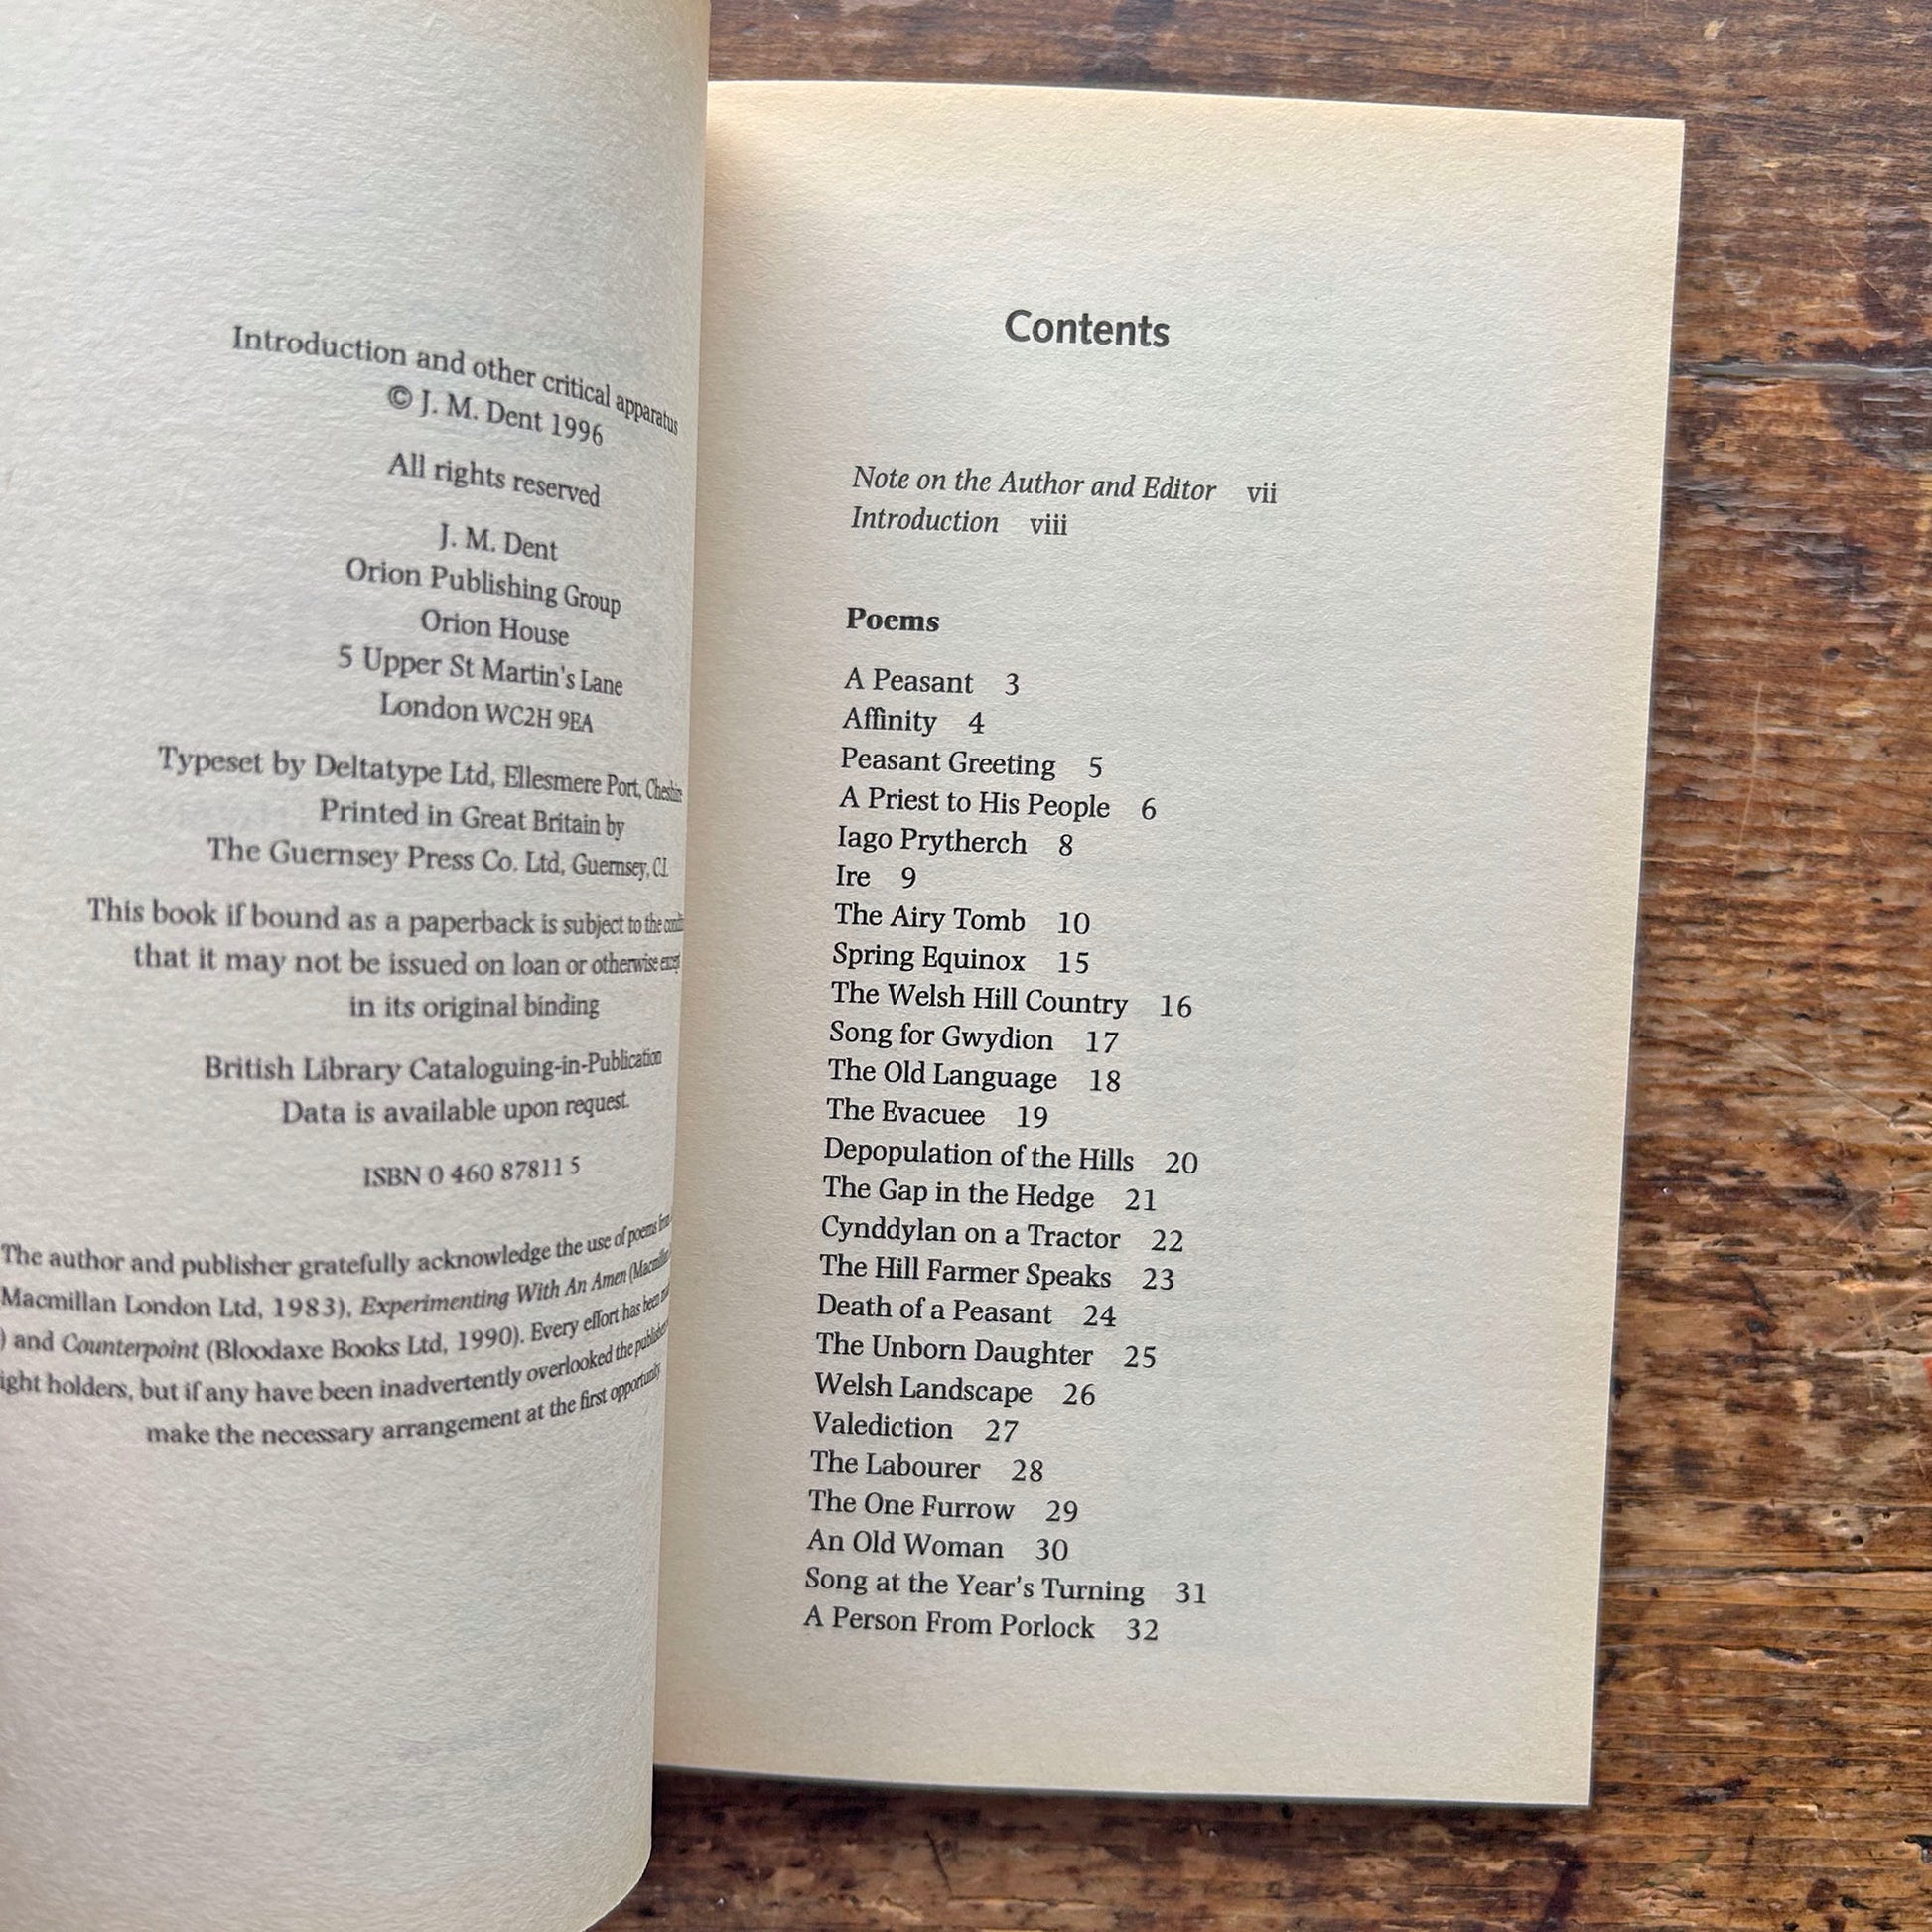 Introduction and other critical apparatus
© J. M. Dent 1996
All rights reserved
J. M. Dent
Orion Publishing Group
Orion House
5 Upper St Martin's Lane
London WC2H 9EA
Typeset by Deltatype Ltd, Ellesmere Port, Cheshire
Printed in Great Britain by
The Guernsey Press Co. Ltd, Guernsey, C.I.
This book if bound as a paperback is subject to the
that it may not be issued on loan or otherwise except
in its original binding
British Library Cataloguing-in-Publication
Data is available upon request.
ISBN 0 460 87811 5
The author and publisher gratefully acknowledge the use of poems from
Macmillan London Ltd, 1983), Experimenting With An Amen (Macmillan
) and Counterpoint (Bloodaxe Books Ltd, 1990). Every effort has been
ight holders, but if any have been inadvertently overlooked the publisher
make the necessary arrangement at the first opportunity
Contents
Note on the Author and Editor vii
Introduction viii
Poems
A Peasant 3
Affinity 4
Peasant Greeting 5
A Priest to His People 6
Iago Prytherch 8
Ire 9
The Airy Tomb 10
Spring Equinox 15
The Welsh Hill Country 16
Song for Gwydion 17
The Old Language 18
The Evacuee 19
Depopulation of the Hills 20
The Gap in the Hedge 21
Cynddylan on a Tractor 22
The Hill Farmer Speaks 23
Death of a Peasant 24
The Unborn Daughter 25
Welsh Landscape 26
Valediction 27
The Labourer 28
The One Furrow 29
An Old Woman 30
Song at the Year's Turning 31
A Person From Porlock 32